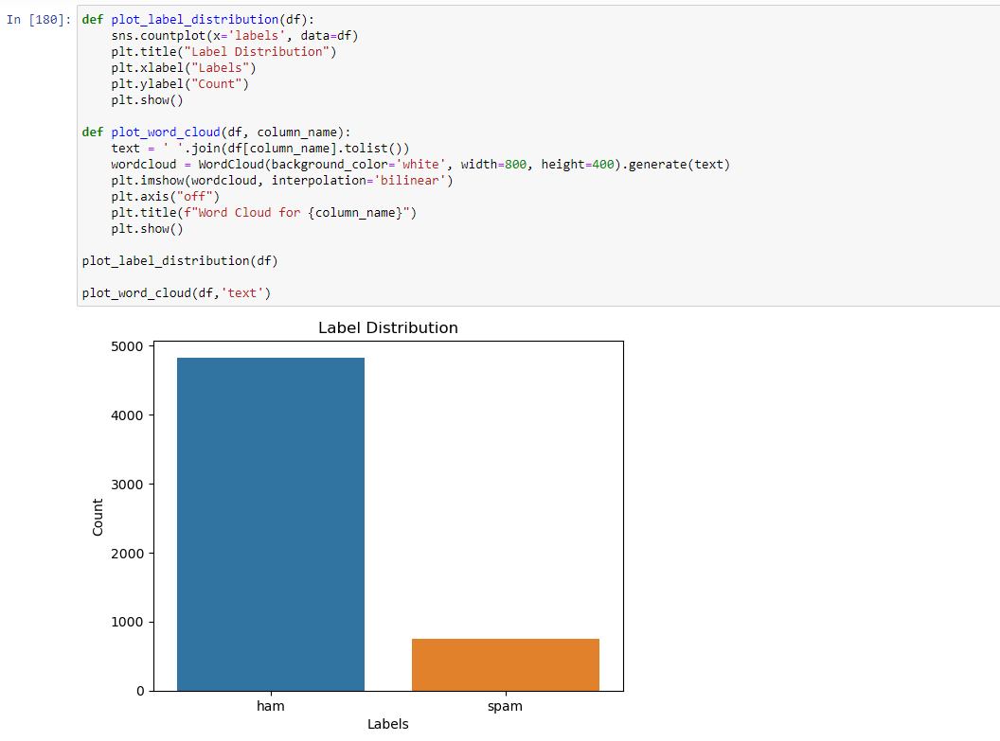 In [180]: def plot_label_distribution(df):
    sns.countplot(x='labels', data=df)
    plt.title("Label Distribution")
    plt.xlabel("Labels")
    plt.ylabel("Count")
    plt.show()

def plot_word_cloud(df, column_name):
    text = ' '.join(df[column_name].tolist())
    wordcloud = WordCloud(background_color='white', width=800, height=400).generate(text)
    plt.imshow(wordcloud, interpolation='bilinear')
    plt.axis("off")
    plt.title(f"Word Cloud for {column_name}")
    plt.show()

plot_label_distribution(df)

plot_word_cloud(df,'text')
Label Distribution
5000
4000
3000
2000
1000
0
Count
ham spam
Labels